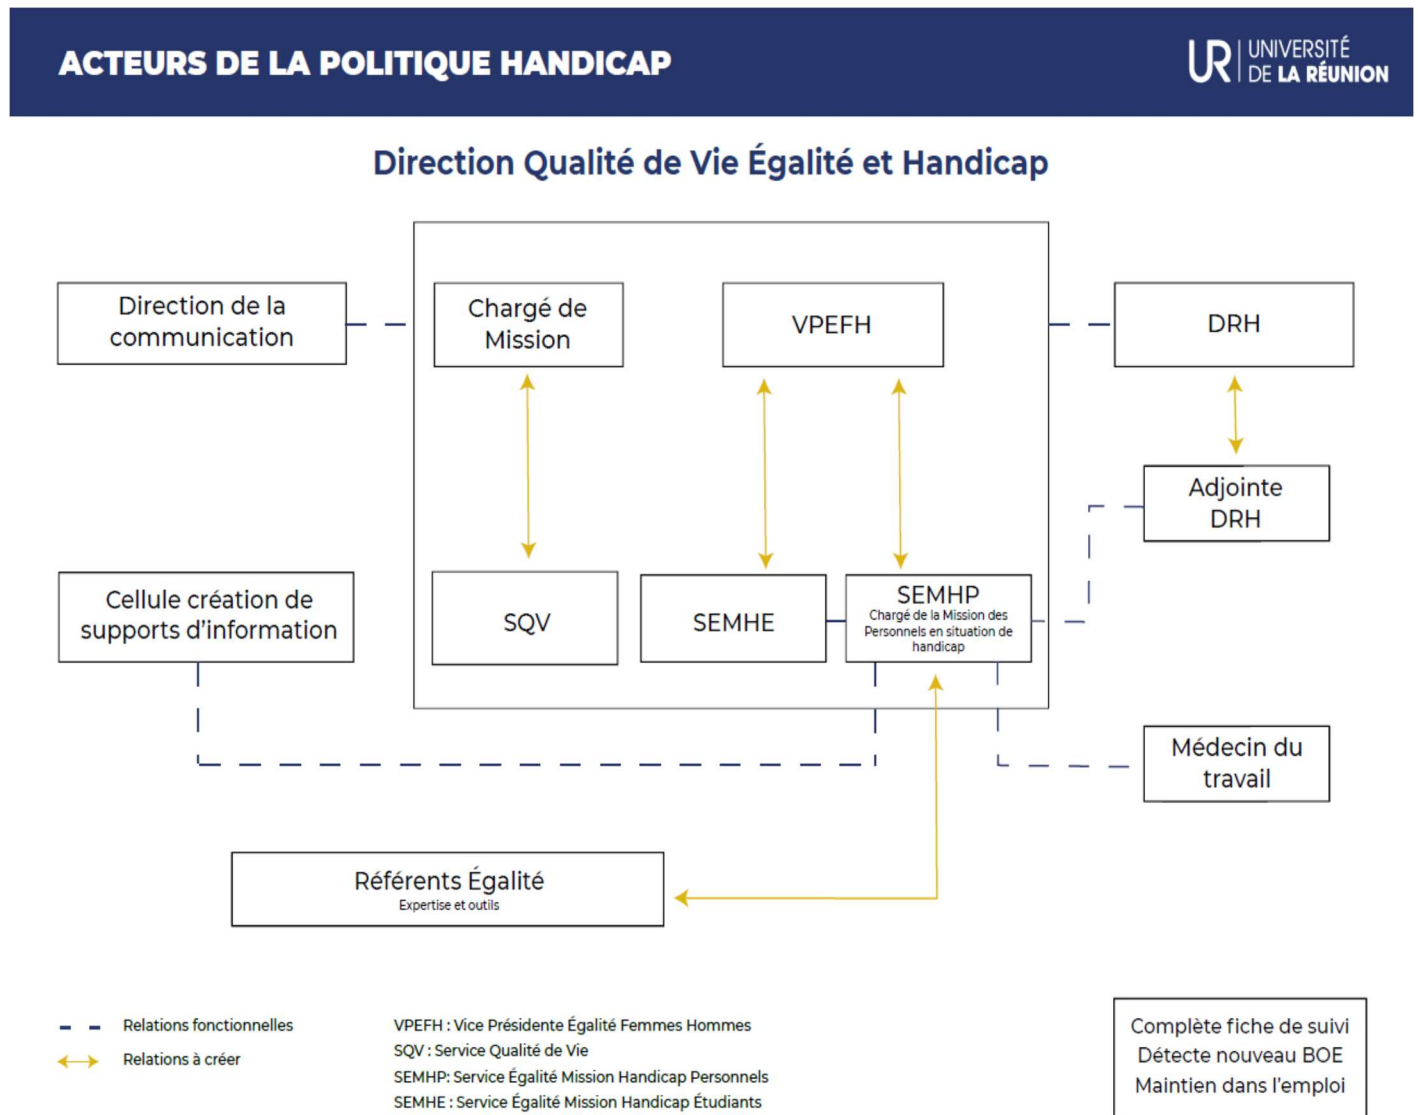 ACTEURS DE LA POLITIQUE HANDICAP
UR UNIVERSITÉ
DE LA RÉUNION
Direction Qualité de Vie Égalité et Handicap
Direction de la
communication
Chargé de
Mission
VPEFH
DRH
Adjointe
DRH
Cellule création de
supports d'information
SQV
SEMHE
SEMHP
Chargé de la Mission des
Personnels en situation de
handicap
Médecin du
travail
Référents Égalité
Expertise et outils
Relations fonctionnelles
Relations à créer
VPEFH : Vice Présidente Égalité Femmes Hommes
SQV : Service Qualité de Vie
SEMHP: Service Égalité Mission Handicap Personnels
SEMHE : Service Égalité Mission Handicap Étudiants
Complète fiche de suivi
Détecte nouveau BOE
Maintien dans l'emploi